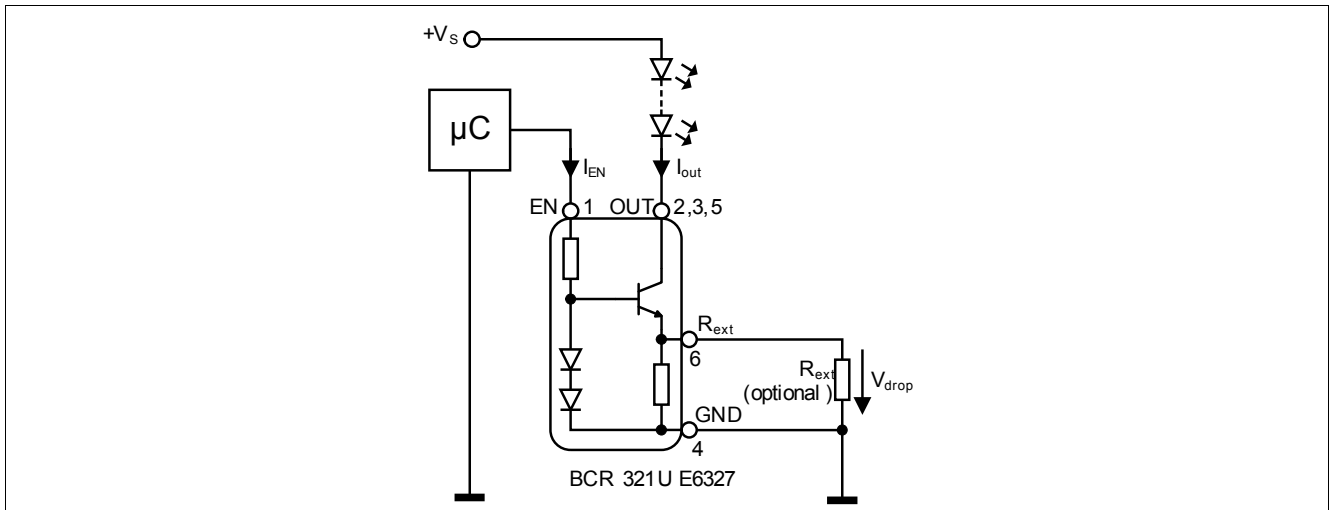 +VS
µC
IEN
Iout
EN 1 OUT 2,3,5
Rext
6
Rext
(optional )
Vdrop
GND
4
BCR 321U E6327